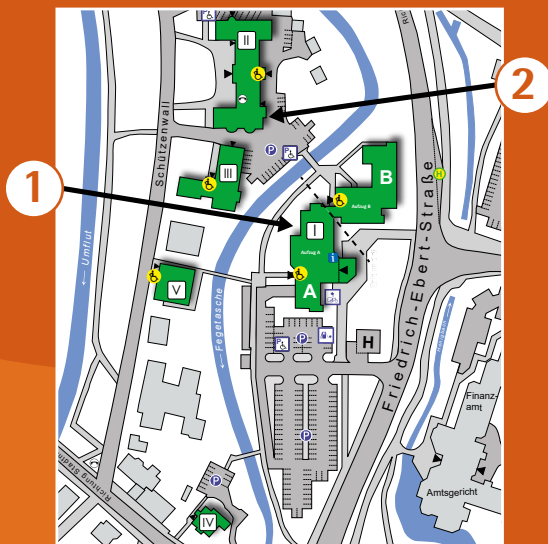 II
2
P
P
H
III
Schützenwall
B
Aufzug B
1
I
Aufzug A
i
← Umflut
V
A
← Fegetasche
Friedrich-Ebert-Straße
P
P
H
Finanz-
amt
P
Amtsgericht
P
IV